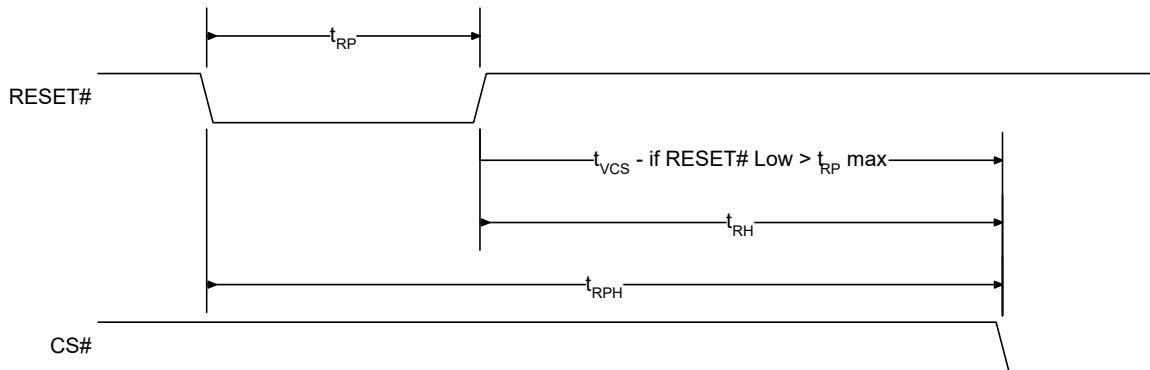 tRP
RESET#
tVCS - if RESET# Low > tRP max
tRH
tRPH
CS#